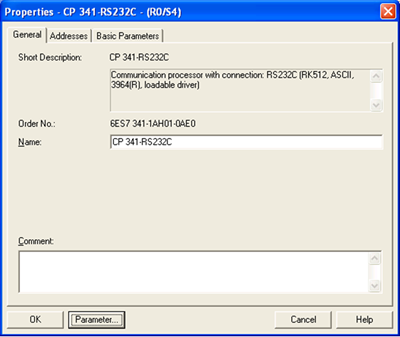 Properties - CP 341-RS232C - (R0/S4)
General Addresses Basic Parameters
Short Description: CP 341-RS232C
Communication processor with connection: RS232C (RK512, ASCII,
3964(R), loadable driver)
Order No.: 6ES7 341-1AH01-0AE0
Name: CP 341-RS232C
Comment:
OK Parameter... Cancel Help